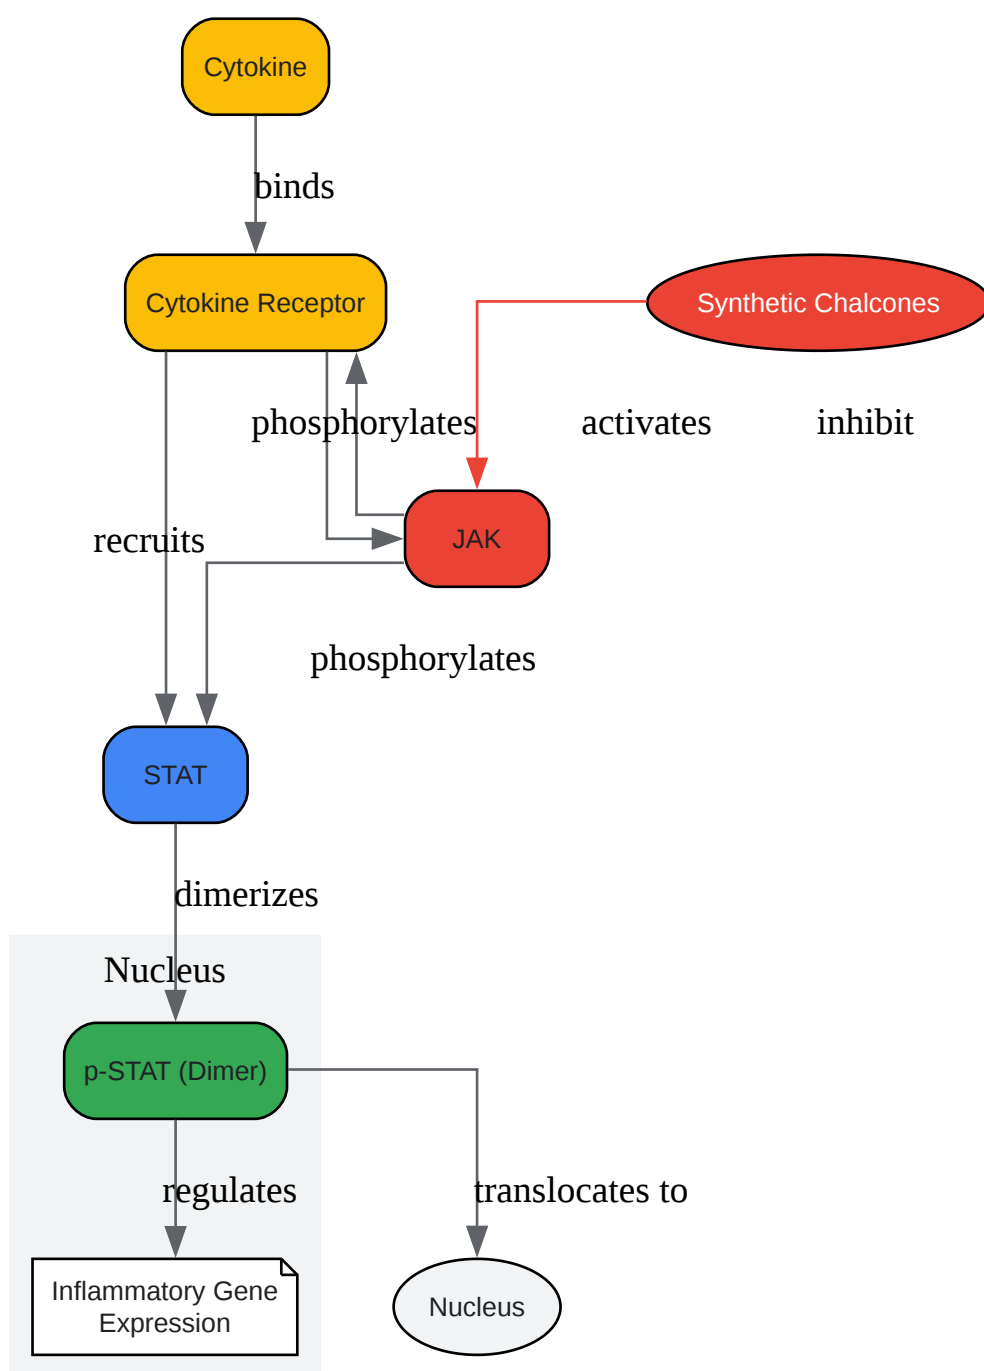 Cytokine
binds
Cytokine Receptor
Synthetic Chalcones
phosphorylates
activates
inhibit
recruits
JAK
phosphorylates
STAT
dimerizes
Nucleus
p-STAT (Dimer)
regulates
translocates to
Inflammatory Gene
Expression
Nucleus